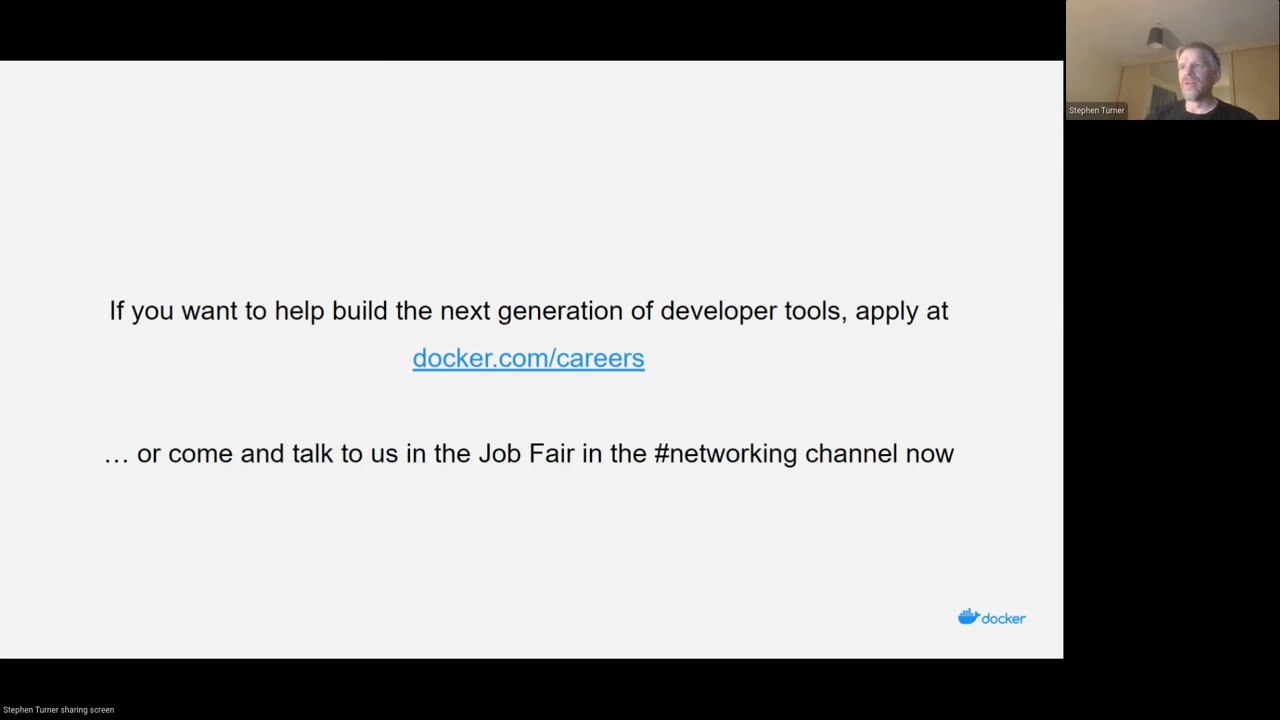 Stephen Turner
If you want to help build the next generation of developer tools, apply at
docker.com/careers
… or come and talk to us in the Job Fair in the #networking channel now
docker
Stephen Turner sharing screen